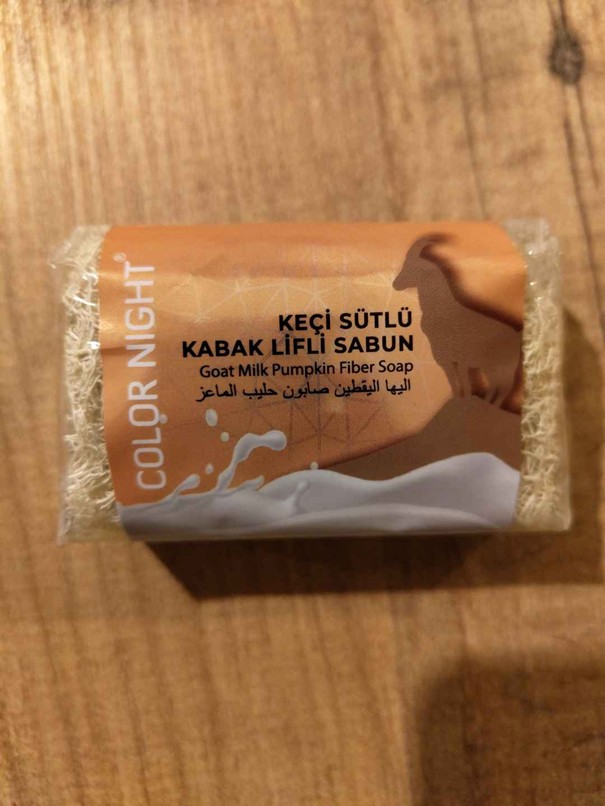 COLOR NIGHT®
KEÇİ SÜTLÜ
KABAK LİFLİ SABUN
Goat Milk Pumpkin Fiber Soap
اليها اليقطين صابون حليب الماعز